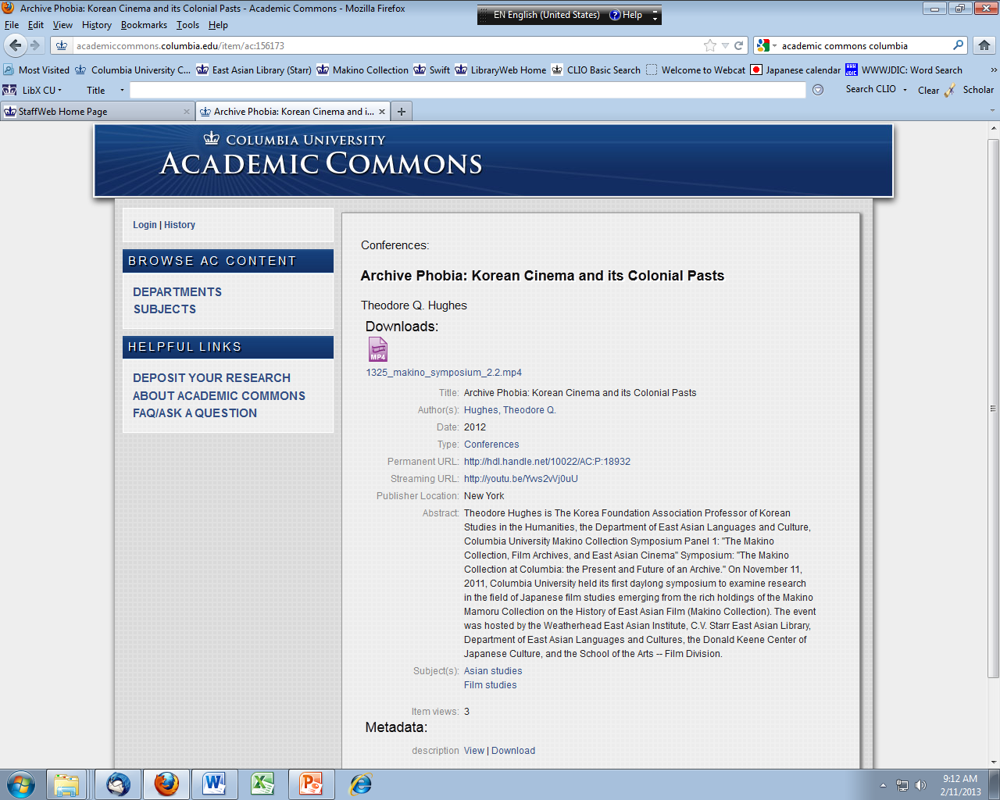 Archive Phobia: Korean Cinema and its Colonial Pasts - Academic Commons - Mozilla Firefox
EN English (United States) ? Help
File Edit View History Bookmarks Tools Help
academiccommons.columbia.edu/item/ac:156173
academic commons columbia
Most Visited Columbia University C... East Asian Library (Starr) Makino Collection Swift LibraryWeb Home CLIO Basic Search Welcome to Webcat Japanese calendar WWWJDIC: Word Search »
LibX CU Title Search CLIO Clear Scholar
StaffWeb Home Page
Archive Phobia: Korean Cinema and i...
COLUMBIA UNIVERSITY
ACADEMIC COMMONS
Login | History
BROWSE AC CONTENT
DEPARTMENTS
SUBJECTS
HELPFUL LINKS
DEPOSIT YOUR RESEARCH
ABOUT ACADEMIC COMMONS
FAQ/ASK A QUESTION
Conferences:
Archive Phobia: Korean Cinema and its Colonial Pasts
Theodore Q. Hughes
Downloads:
MP4
1325_makino_symposium_2.2.mp4
Title: Archive Phobia: Korean Cinema and its Colonial Pasts
Author(s): Hughes, Theodore Q.
Date: 2012
Type: Conferences
Permanent URL: http://hdl.handle.net/10022/AC:P:18932
Streaming URL:
Publisher Location: New York
Abstract: Theodore Hughes is The Korea Foundation Association Professor of Korean
Studies in the Humanities, the Department of East Asian Languages and Culture,
Columbia University Makino Collection Symposium Panel 1: "The Makino
Collection, Film Archives, and East Asian Cinema" Symposium: "The Makino
Collection at Columbia: the Present and Future of an Archive." On November 11,
2011, Columbia University held its first daylong symposium to examine research
in the field of Japanese film studies emerging from the rich holdings of the Makino
Mamoru Collection on the History of East Asian Film (Makino Collection). The event
was hosted by the Weatherhead East Asian Institute, C.V. Starr East Asian Library,
Department of East Asian Languages and Cultures, the Donald Keene Center of
Japanese Culture, and the School of the Arts -- Film Division.
Subject(s): Asian studies
Film studies
Item views: 3
Metadata:
description View | Download
9:12 AM
2/11/2013